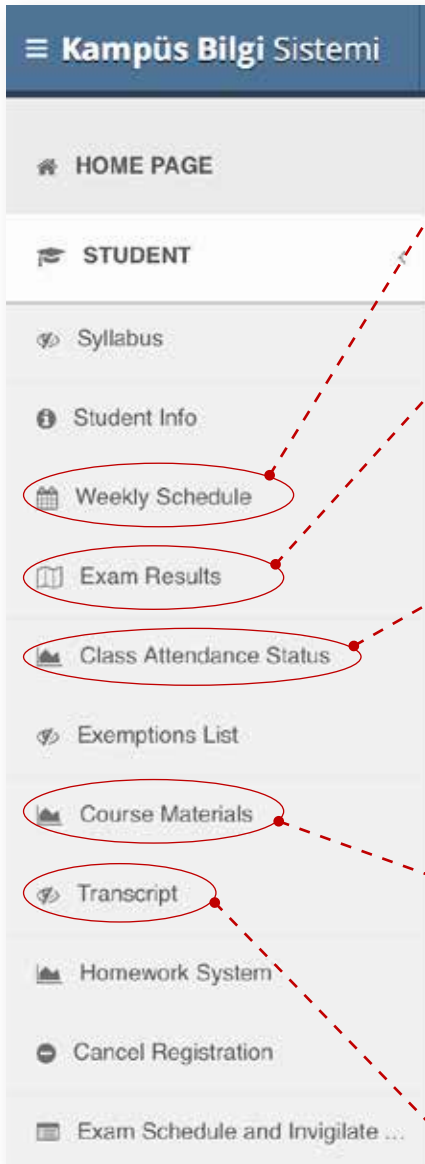 Kampüs Bilgi Sistemi
HOME PAGE
STUDENT
Syllabus
Student Info
Weekly Schedule
Exam Results
Class Attendance Status
Exemptions List
Course Materials
Transcript
Homework System
Cancel Registration
Exam Schedule and Invigilate ...